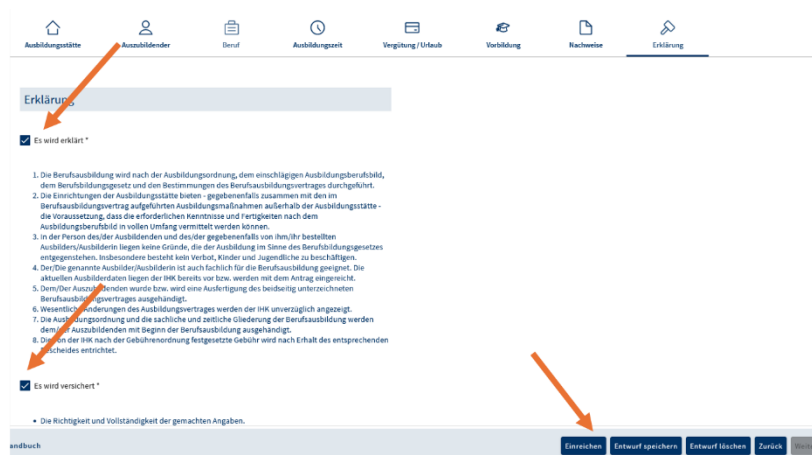 Ausbildungsstätte Auszubildender Beruf Ausbildungszeit Vergütung / Urlaub Vorbildung Nachweise Erklärung
Erklärung
Es wird erklärt *
1. Die Berufsausbildung wird nach der Ausbildungsordnung, dem einschlägigen Ausbildungsberufsbild,
dem Berufsbildungsgesetz und den Bestimmungen des Berufsausbildungsvertrages durchgeführt.
2. Die Einrichtungen der Ausbildungsstätte bieten - gegebenenfalls zusammen mit den im
Berufsausbildungsvertrag aufgeführten Ausbildungsmaßnahmen außerhalb der Ausbildungsstätte -
die Voraussetzung, dass die erforderlichen Kenntnisse und Fertigkeiten nach dem
Ausbildungsberufsbild in vollen Umfang vermittelt werden können.
3. In der Person des/der Ausbildenden und des/der gegebenenfalls von ihm/ihr bestellten
Ausbilders/Ausbilderin liegen keine Gründe, die der Ausbildung im Sinne des Berufsbildungsgesetzes
entgegenstehen. Insbesondere besteht kein Verbot, Kinder und Jugendliche zu beschäftigen.
4. Der/Die genannte Ausbilder/Ausbilderin ist auch fachlich für die Berufsausbildung geeignet. Die
aktuellen Ausbilderdaten liegen der IHK bereits vor bzw. werden mit dem Antrag eingereicht.
5. Dem/Der Auszubildenden wurde bzw. wird eine Ausfertigung des beidseitig unterzeichneten
Berufsausbildungsvertrages ausgehändigt.
6. Wesentliche Änderungen des Ausbildungsvertrages werden der IHK unverzüglich angezeigt.
7. Die Ausbildungsordnung und die sachliche und zeitliche Gliederung der Berufsausbildung werden
dem/der Auszubildenden mit Beginn der Berufsausbildung ausgehändigt.
8. Die von der IHK nach der Gebührenordnung festgesetzte Gebühr wird nach Erhalt des entsprechenden
Bescheides entrichtet.
Es wird versichert *
• Die Richtigkeit und Vollständigkeit der gemachten Angaben.
andbuch Einreichen Entwurf speichern Entwurf löschen Zurück